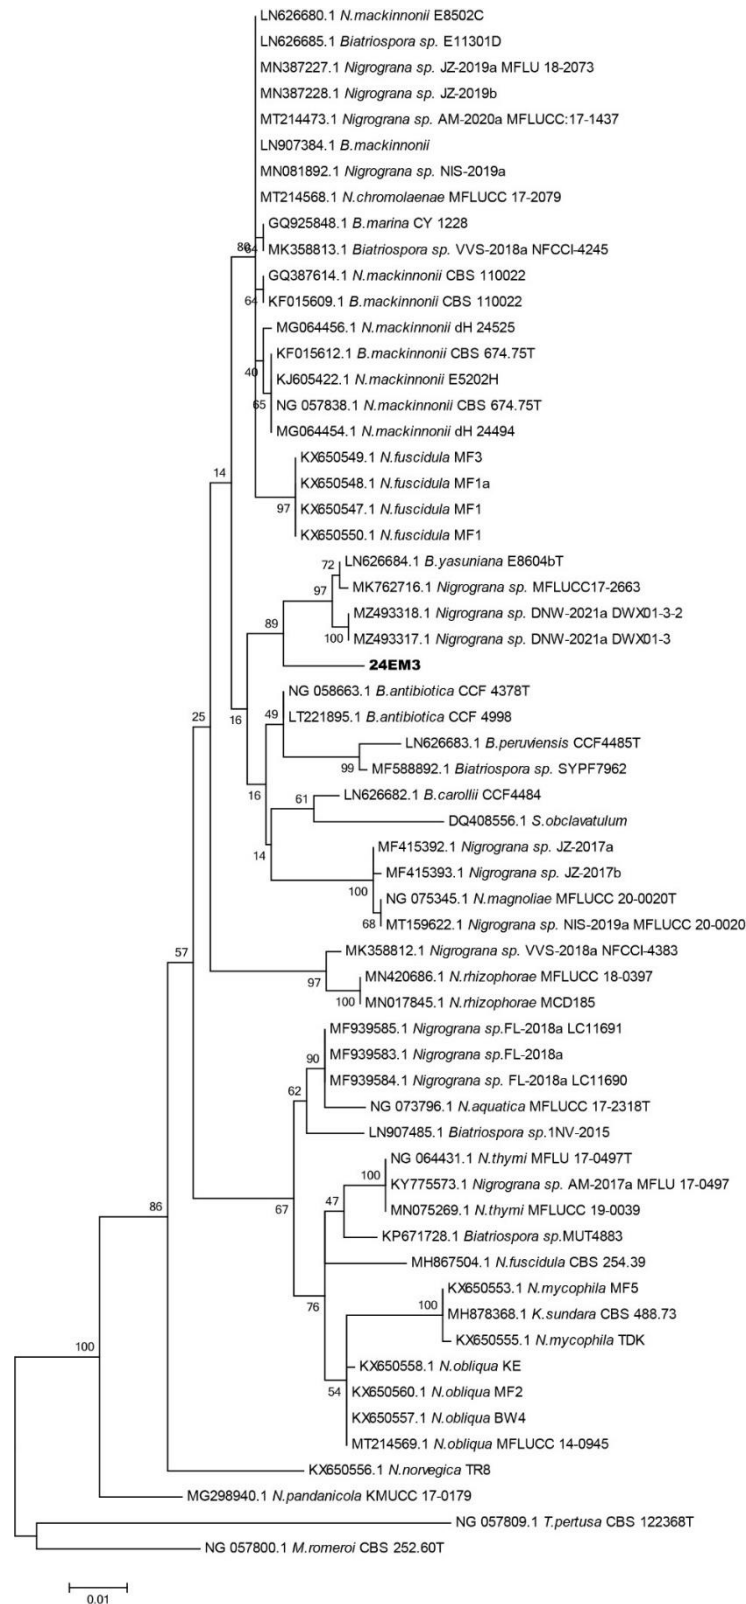 LN626680.1 N.mackinnonii E8502C
LN626685.1 Biatriospora sp. E11301D
MN387227.1 Nigrograna sp. JZ-2019a MFLU 18-2073
MN387228.1 Nigrograna sp. JZ-2019b
MT214473.1 Nigrograna sp. AM-2020a MFLUCC:17-1437
LN907384.1 B.mackinnonii
MN081892.1 Nigrograna sp. NIS-2019a
MT214568.1 N.chromolaenae MFLUCC 17-2079
GQ925848.1 B.marina CY 1228
80
64
MK358813.1 Biatriospora sp. VVS-2018a NFCCI-4245
GQ387614.1 N.mackinnonii CBS 110022
64
KF015609.1 B.mackinnonii CBS 110022
MG064456.1 N.mackinnonii dH 24525
KF015612.1 B.mackinnonii CBS 674.75T
40
KJ605422.1 N.mackinnonii E5202H
65
NG 057838.1 N.mackinnonii CBS 674.75T
MG064454.1 N.mackinnonii dH 24494
KX650549.1 N.fuscidula MF3
14
KX650548.1 N.fuscidula MF1a
97
KX650547.1 N.fuscidula MF1
KX650550.1 N.fuscidula MF1
72
LN626684.1 B.yasuniana E8604bT
97
MK762716.1 Nigrograna sp. MFLUCC17-2663
MZ493318.1 Nigrograna sp. DNW-2021a DWX01-3-2
89
100
MZ493317.1 Nigrograna sp. DNW-2021a DWX01-3
24EM3
NG 058663.1 B.antibiotica CCF 4378T
25
16
49
LT221895.1 B.antibiotica CCF 4998
LN626683.1 B.peruviensis CCF4485T
99
MF588892.1 Biatriospora sp. SYPF7962
16
61
LN626682.1 B.carollii CCF4484
DQ408556.1 S.obclavatulum
14
MF415392.1 Nigrograna sp. JZ-2017a
MF415393.1 Nigrograna sp. JZ-2017b
100
NG 075345.1 N.magnoliae MFLUCC 20-0020T
68
MT159622.1 Nigrograna sp. NIS-2019a MFLUCC 20-0020
57
MK358812.1 Nigrograna sp. VVS-2018a NFCCI-4383
97
MN420686.1 N.rhizophorae MFLUCC 18-0397
100
MN017845.1 N.rhizophorae MCD185
MF939585.1 Nigrograna sp.FL-2018a LC11691
90
MF939583.1 Nigrograna sp.FL-2018a
MF939584.1 Nigrograna sp. FL-2018a LC11690
62
NG 073796.1 N.aquatica MFLUCC 17-2318T
LN907485.1 Biatriospora sp.1NV-2015
NG 064431.1 N.thymi MFLU 17-0497T
100
KY775573.1 Nigrograna sp. AM-2017a MFLU 17-0497
86
67
47
MN075269.1 N.thymi MFLUCC 19-0039
KP671728.1 Biatriospora sp.MUT4883
MH867504.1 N.fuscidula CBS 254.39
KX650553.1 N.mycophila MF5
76
100
MH878368.1 K.sundara CBS 488.73
100
KX650555.1 N.mycophila TDK
KX650558.1 N.obliqua KE
54
KX650560.1 N.obliqua MF2
KX650557.1 N.obliqua BW4
MT214569.1 N.obliqua MFLUCC 14-0945
KX650556.1 N.norvegica TR8
MG298940.1 N.pandanicola KMUCC 17-0179
NG 057809.1 T.pertusa CBS 122368T
NG 057800.1 M.romeroi CBS 252.60T
0.01